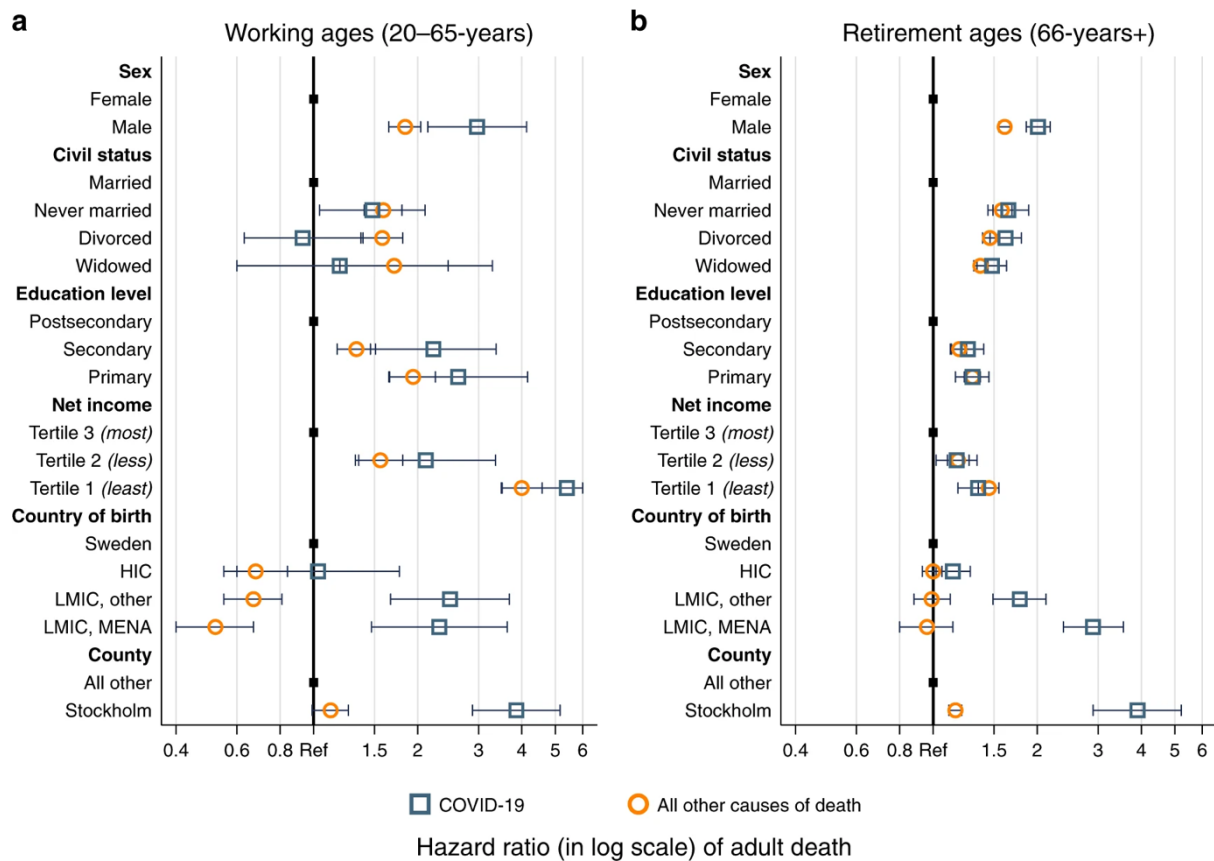 a
Working ages (20–65-years)
Sex
Female
Male
Civil status
Married
Never married
Divorced
Widowed
Education level
Postsecondary
Secondary
Primary
Net income
Tertile 3 (most)
Tertile 2 (less)
Tertile 1 (least)
Country of birth
Sweden
HIC
LMIC, other
LMIC, MENA
County
All other
Stockholm
0.4 0.6 0.8 Ref 1.5 2 3 4 5 6
b
Retirement ages (66-years+)
Sex
Female
Male
Civil status
Married
Never married
Divorced
Widowed
Education level
Postsecondary
Secondary
Primary
Net income
Tertile 3 (most)
Tertile 2 (less)
Tertile 1 (least)
Country of birth
Sweden
HIC
LMIC, other
LMIC, MENA
County
All other
Stockholm
0.4 0.6 0.8 Ref 1.5 2 3 4 5 6
COVID-19 All other causes of death
Hazard ratio (in log scale) of adult death